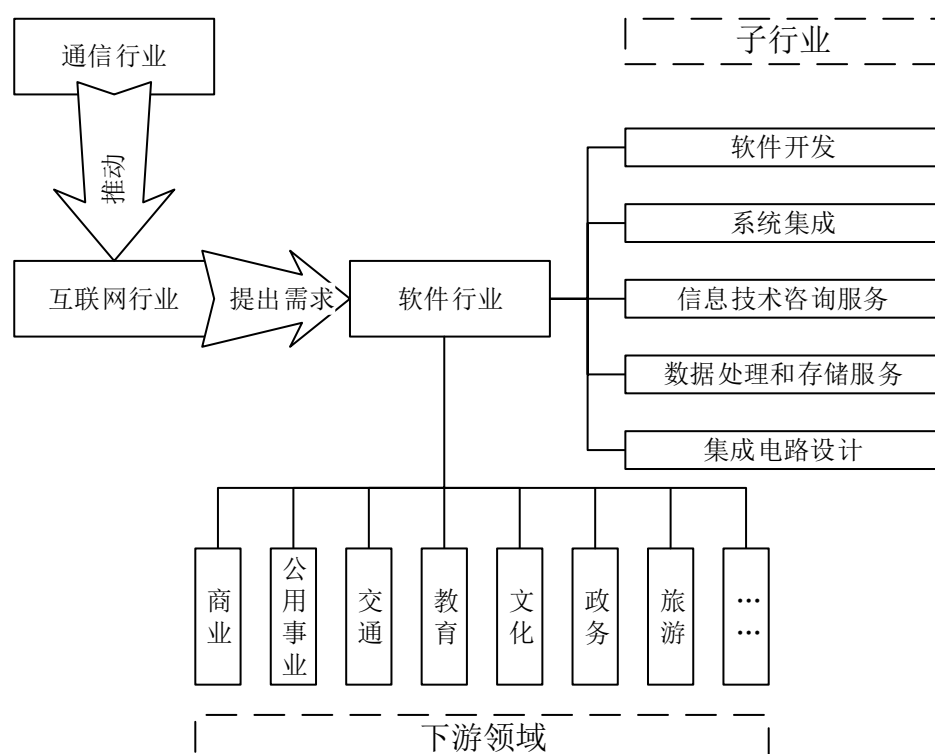 通信行业
子行业
推动
软件开发
系统集成
互联网行业
提出需求
软件行业
信息技术咨询服务
数据处理和存储服务
集成电路设计
商业
公用事业
交通
教育
文化
政务
旅游
……
下游领域